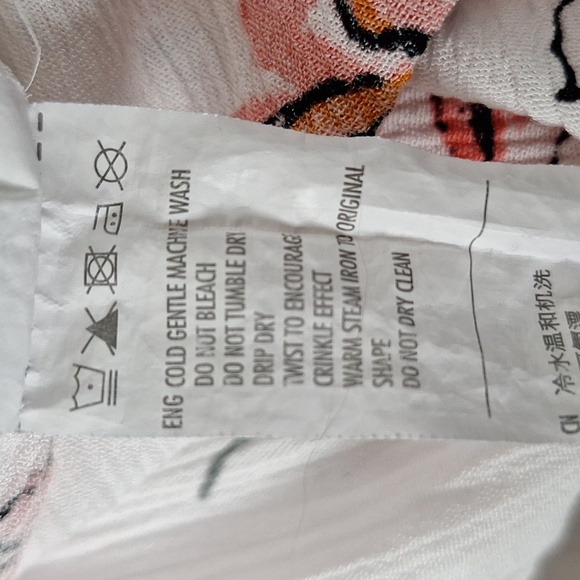 ENG COLD GENTLE MACHINE WASH
DO NOT BLEACH
DO NOT TUMBLE DRY
DRIP DRY
TWIST TO ENCOURAGE
CRINKLE EFFECT
WARM STEAM IRON TO ORIGINAL
SHAPE
DO NOT DRY CLEAN
CN 冷水温和机洗